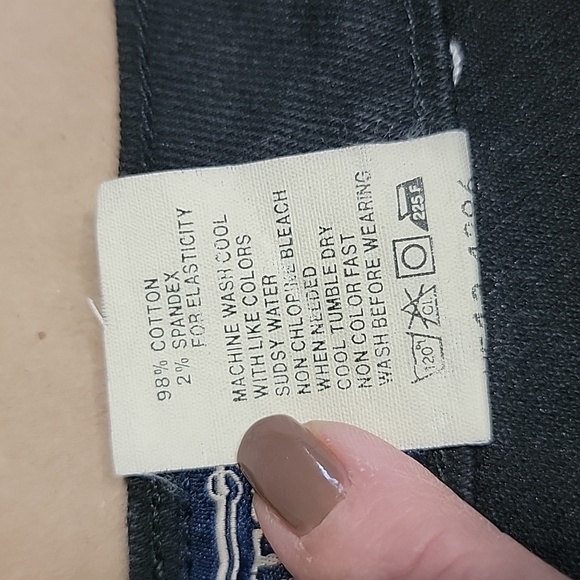 98% COTTON
2% SPANDEX
FOR ELASTICITY
MACHINE WASH COOL
WITH LIKE COLORS
SUDSY WATER
NON CHLORINE BLEACH
WHEN NEEDED
COOL TUMBLE DRY
NON COLOR FAST
WASH BEFORE WEARING
120° CL 225 F